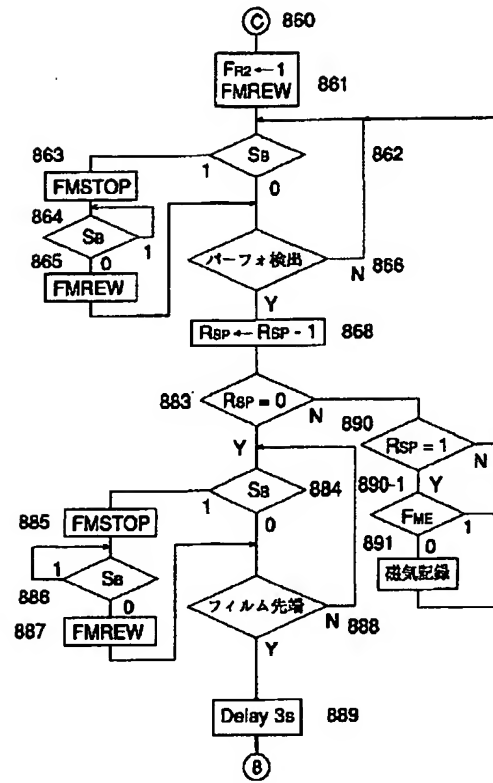 C 860
FR2←1
FMREW 861
863 SB 862
1 0
FMSTOP
864
SB
865 0 1
FMREW パーフォ検出 N 866
Y
RSP←RSP - 1 868
883 RSP = 0 N 890
Y RSP = 1 N
SB 884 890-1 Y
885 1 0 FME 1
FMSTOP 891 0
SB 磁気記録
1
886 0 フィルム先端 N 888
887 FMREW Y
Delay 3s 889
8